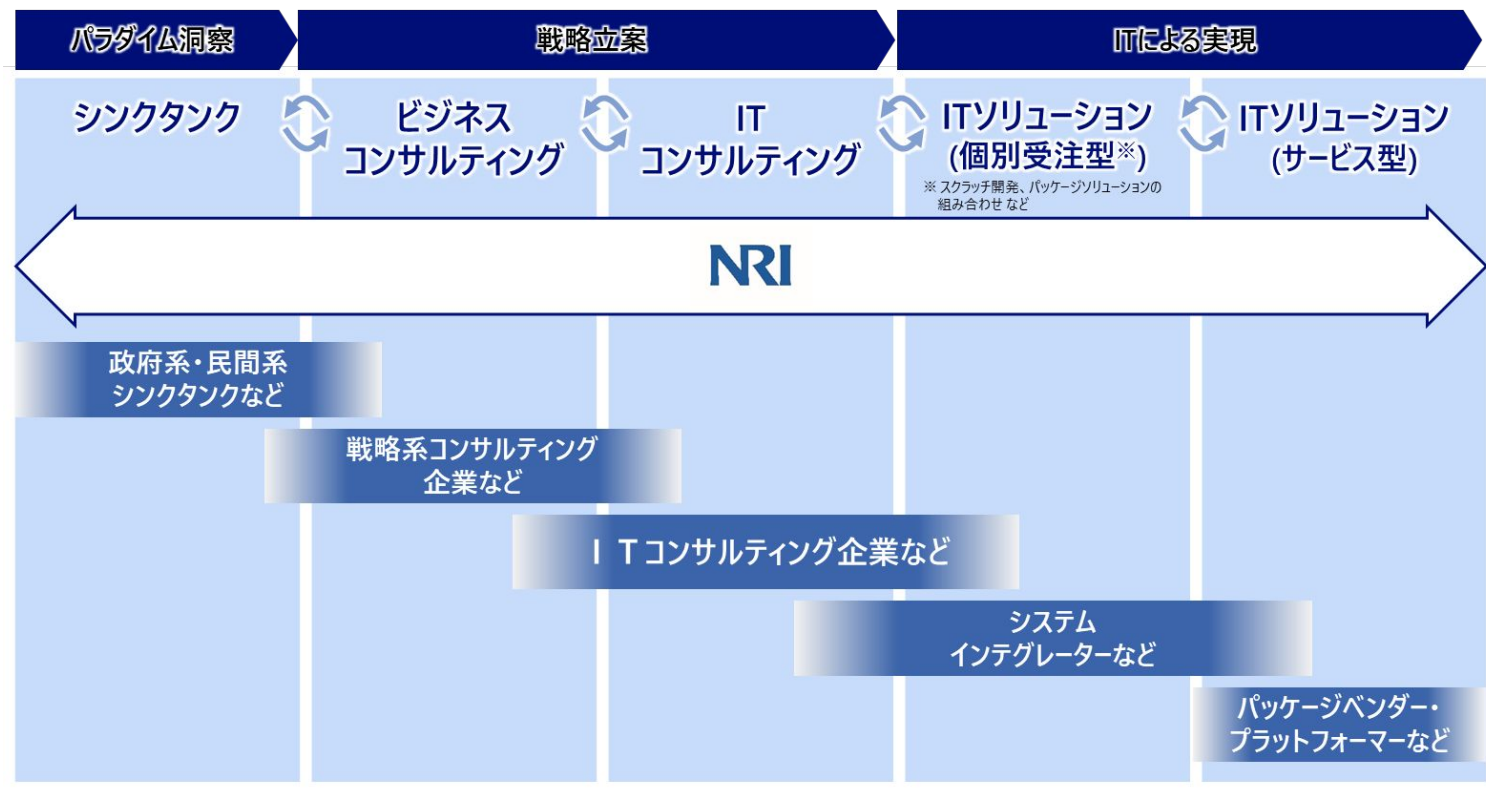 パラダイム洞察
戦略立案
ITによる実現
シンクタンク
ビジネス
コンサルティング
IT
コンサルティング
ITソリューション
(個別受注型※)
※ スクラッチ開発、パッケージソリューションの
組み合わせ など
ITソリューション
(サービス型)
NRI
政府系・民間系
シンクタンクなど
戦略系コンサルティング
企業など
ＩＴコンサルティング企業など
システム
インテグレーターなど
パッケージベンダー・
プラットフォーマーなど